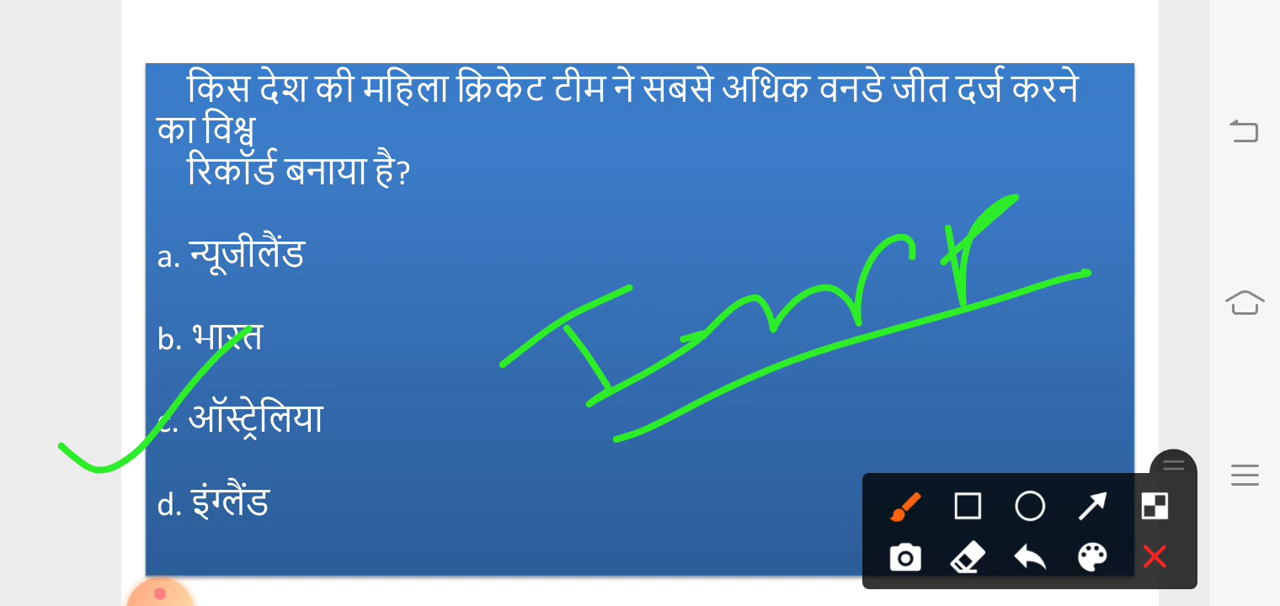 किस देश की महिला क्रिकेट टीम ने सबसे अधिक वनडे जीत दर्ज करने
का विश्व
रिकॉर्ड बनाया है?
a. न्यूजीलैंड
b. भारत
c. ऑस्ट्रेलिया
d. इंग्लैंड